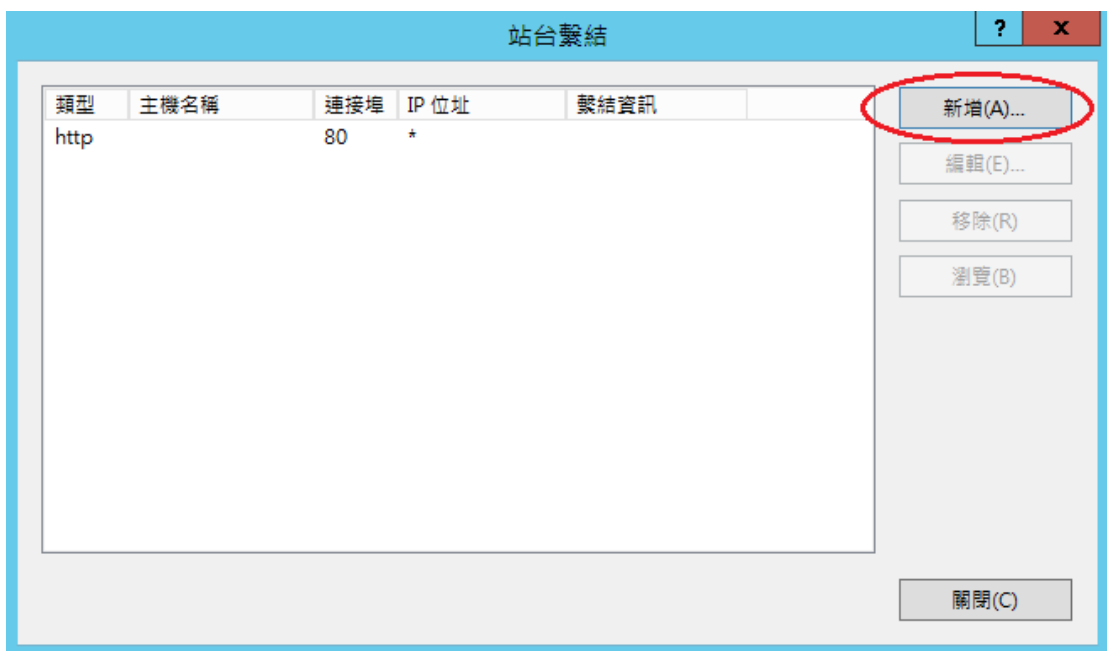 站台繫結
? x
類型 主機名稱 連接埠 IP 位址 繫結資訊
http 80 *
新增(A)...
編輯(E)...
移除(R)
瀏覽(B)
關閉(C)